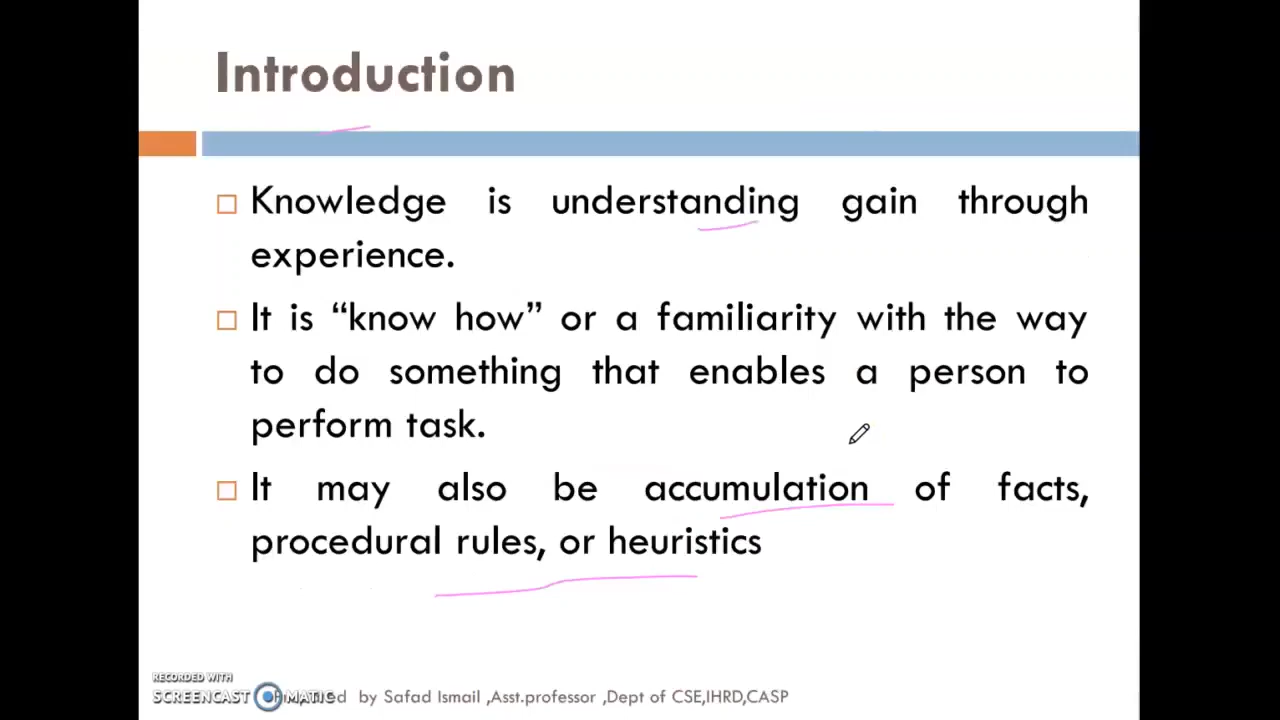 Introduction
Knowledge is understanding gain through
experience.
It is “know how” or a familiarity with the way
to do something that enables a person to
perform task.
It may also be accumulation of facts,
procedural rules, or heuristics
RECORDED WITH
SCREENCAST MATIC
by Safad Ismail ,Asst.professor ,Dept of CSE,IHRD,CASP